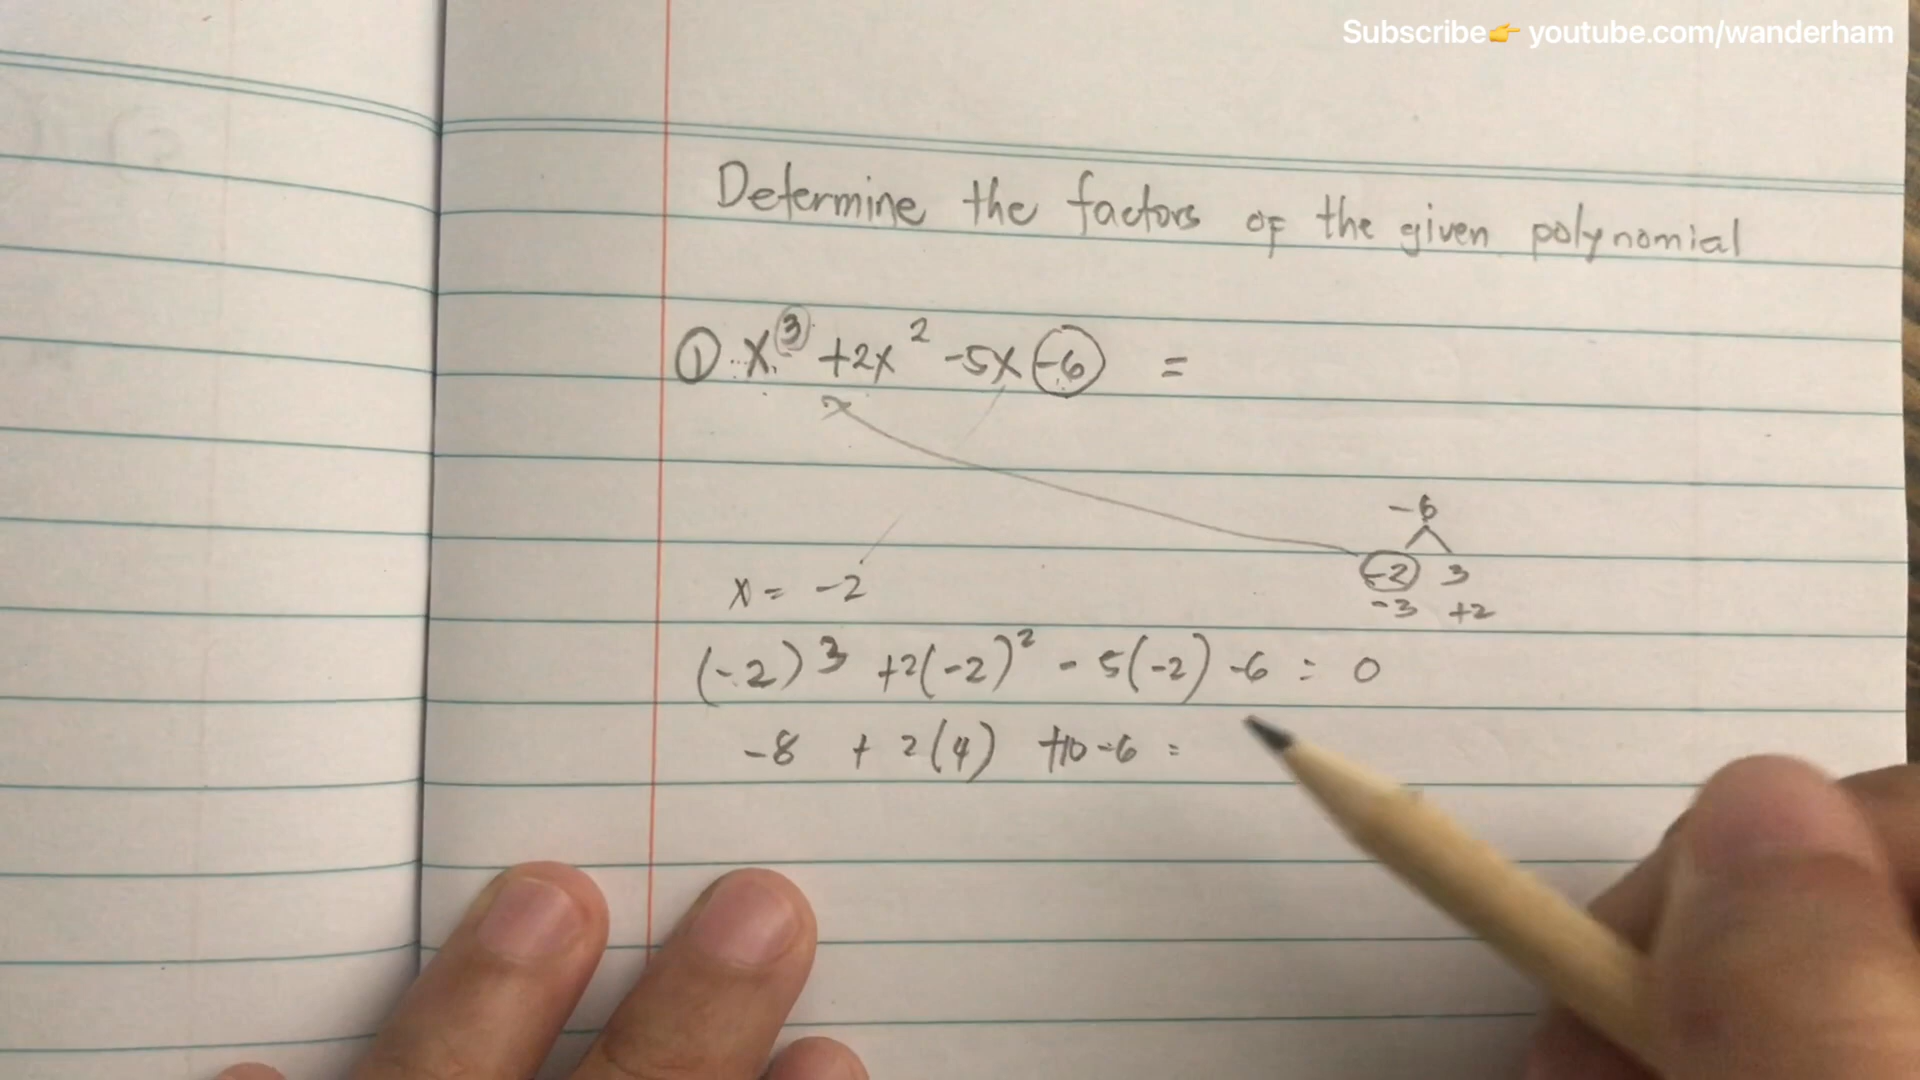 Subscribe👉 youtube.com/wanderham
Determine the factors of the given polynomial
① x³ +2x² -5x -6 =
x
-6
-2 3
-3 +2
x = -2
(-2)³ +2(-2)² - 5(-2) -6 = 0
-8 + 2(4) +10 -6 =